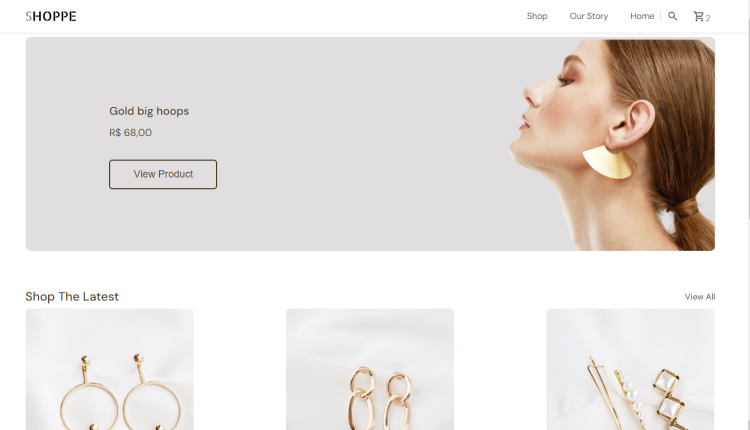 SHOPPE
Shop
Our Story
Home
2
Gold big hoops
R$ 68,00
View Product
Shop The Latest
View All